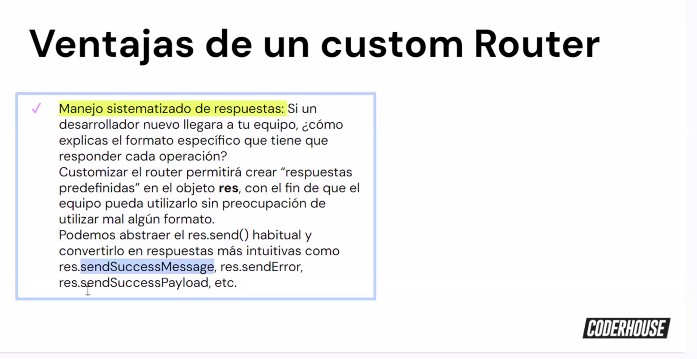 Ventajas de un custom Router
✓ Manejo sistematizado de respuestas: Si un
desarrollador nuevo llegara a tu equipo, ¿cómo
explicas el formato específico que tiene que
responder cada operación?
Customizar el router permitirá crear “respuestas
predefinidas” en el objeto res, con el fin de que el
equipo pueda utilizarlo sin preocupación de
utilizar mal algún formato.
Podemos abstraer el res.send() habitual y
convertirlo en respuestas más intuitivas como
res.sendSuccessMessage, res.sendError,
res.sendSuccessPayload, etc.
CODERHOUSE